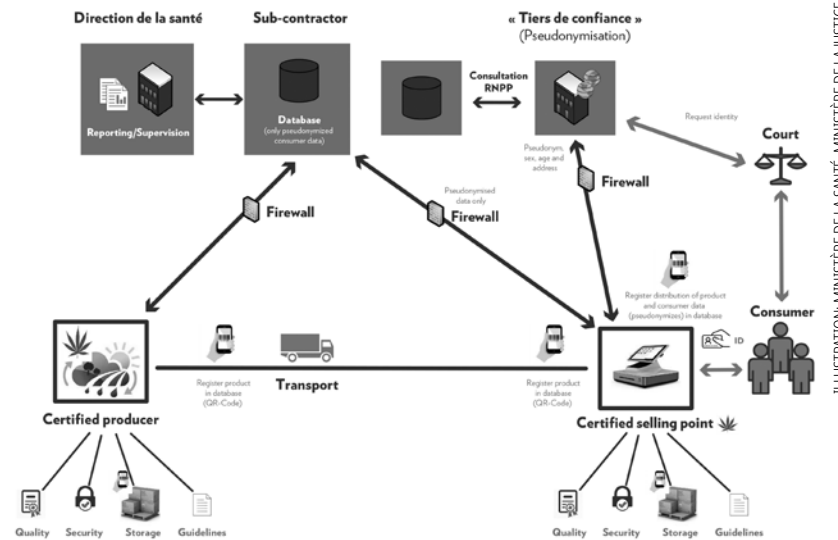 Direction de la santé
Sub-contractor
« Tiers de confiance »
(Pseudonymisation)
Reporting/Supervision
Database
(only pseudonymized
consumer data)
Consultation
RNPP
Request identity
Court
Pseudonym,
sex, age and
address
Firewall
Pseudonymised
data only
Firewall
Firewall
Register distribution of product
and consumer data
(pseudonymizes) in database
Consumer
ID
Register product
in database
(QR-Code)
Transport
Register product
in database
(QR-Code)
Certified producer
Certified selling point
Quality
Security
Storage
Guidelines
Quality
Security
Storage
Guidelines
ILLUSTRATION: MINISTÈRE DE LA SANTÉ, MINISTÈRE DE LA JUSTICE